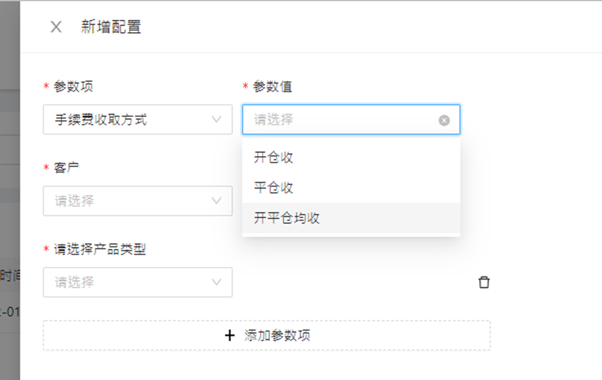 新增配置
* 参数项
* 参数值
手续费收取方式
请选择
开仓收
平仓收
开平仓均收
* 客户
请选择
* 请选择产品类型
请选择
时间
-01
添加参数项